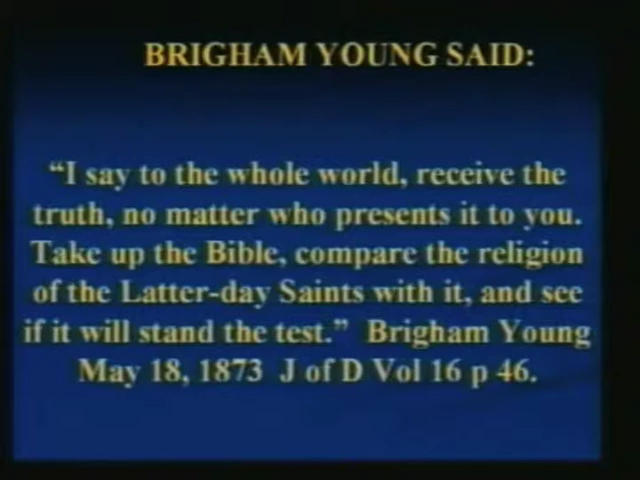 BRIGHAM YOUNG SAID:
“I say to the whole world, receive the
truth, no matter who presents it to you.
Take up the Bible, compare the religion
of the Latter-day Saints with it, and see
if it will stand the test.” Brigham Young
May 18, 1873 J of D Vol 16 p 46.